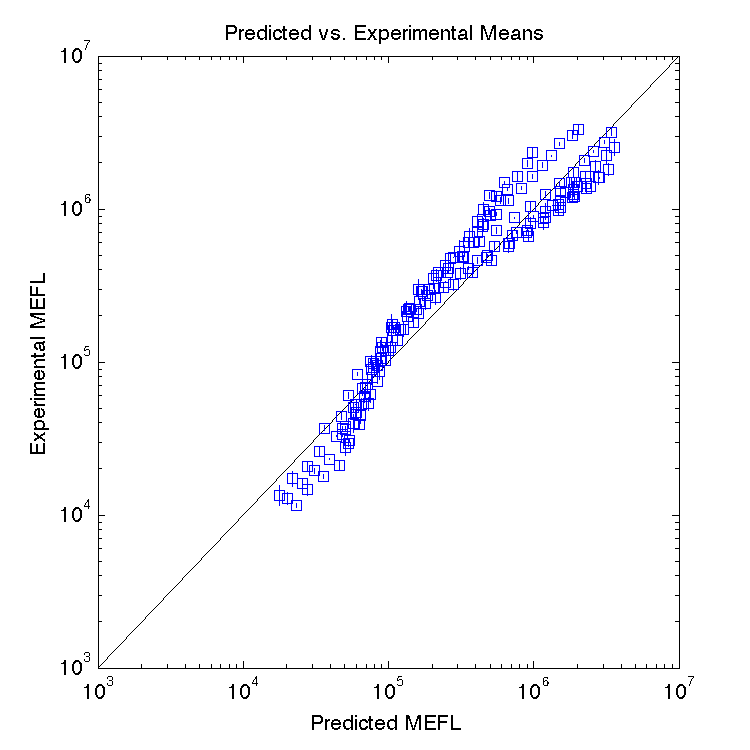 Predicted vs. Experimental Means
10^7
10^6
10^5
10^4
10^3
Experimental MEFL
10^3 10^4 10^5 10^6 10^7
Predicted MEFL